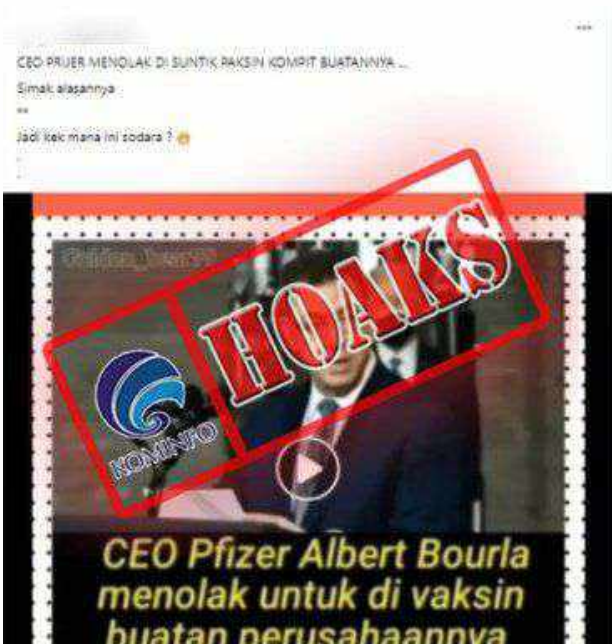 CEO PRIJER MENOLAK DI SUNTIK PAKSIN KOMPIT BUATANNYA ...
Simak alasannya
Jadi kek mana ini sodara ?
HOAKS
KOMINFO
CEO Pfizer Albert Bourla
menolak untuk di vaksin
buatan perusahaannya